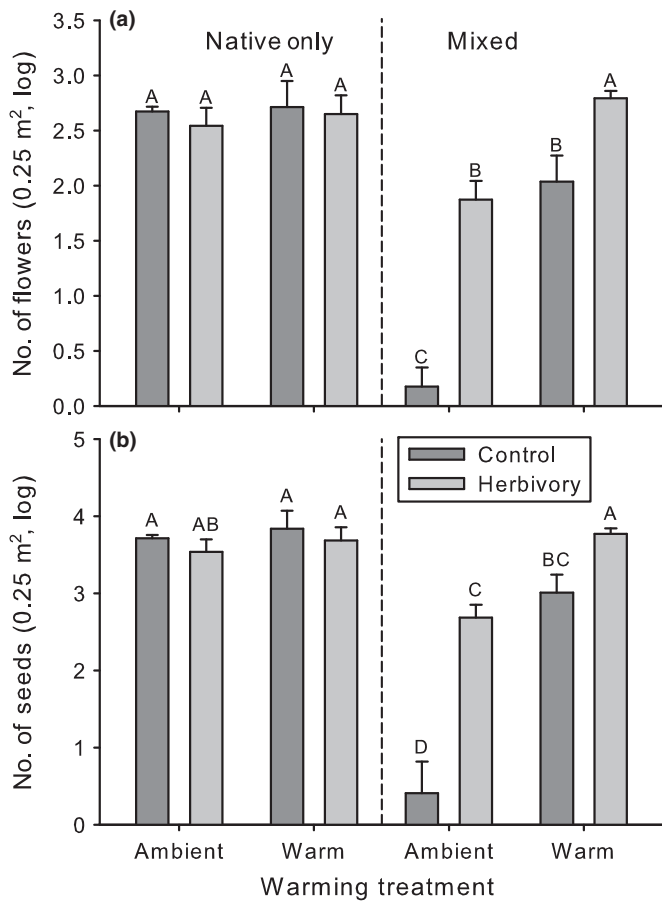 (a)
Native only
Mixed
No. of flowers (0.25 m², log)
3.5
3.0
2.5
2.0
1.5
1.0
0.5
0.0
A
A
A
A
C
B
B
A
(b)
Control
Herbivory
No. of seeds (0.25 m², log)
5
4
3
2
1
0
A
AB
A
A
D
C
BC
A
Ambient
Warm
Ambient
Warm
Warming treatment